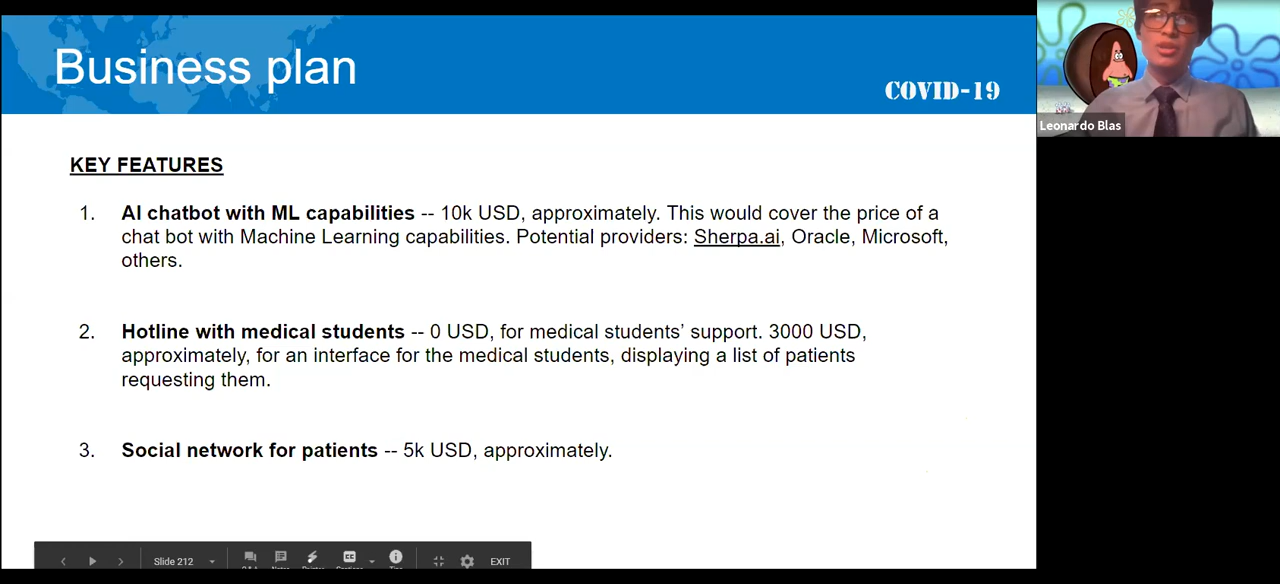 Business plan
COVID-19
Leonardo Blas
KEY FEATURES
1. AI chatbot with ML capabilities -- 10k USD, approximately. This would cover the price of a
chat bot with Machine Learning capabilities. Potential providers: Sherpa.ai, Oracle, Microsoft,
others.
2. Hotline with medical students -- 0 USD, for medical students’ support. 3000 USD,
approximately, for an interface for the medical students, displaying a list of patients
requesting them.
3. Social network for patients -- 5k USD, approximately.
Slide 212
EXIT